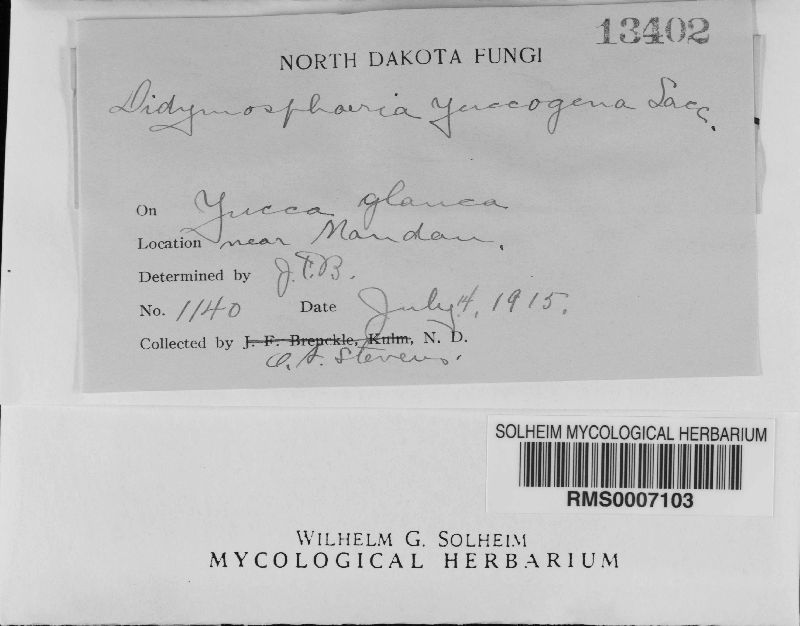 13402
NORTH DAKOTA FUNGI
Didymosphaeria yuccogena Sacc.
On Yucca glauca
Location near Mandan.
Determined by J.F.B.
No. 1140 Date July 4, 1915.
Collected by J. F. Brenckle, Kulm, N. D.
O. A. Stevens.
SOLHEIM MYCOLOGICAL HERBARIUM
RMS0007103
WILHELM G. SOLHEIM
MYCOLOGICAL HERBARIUM